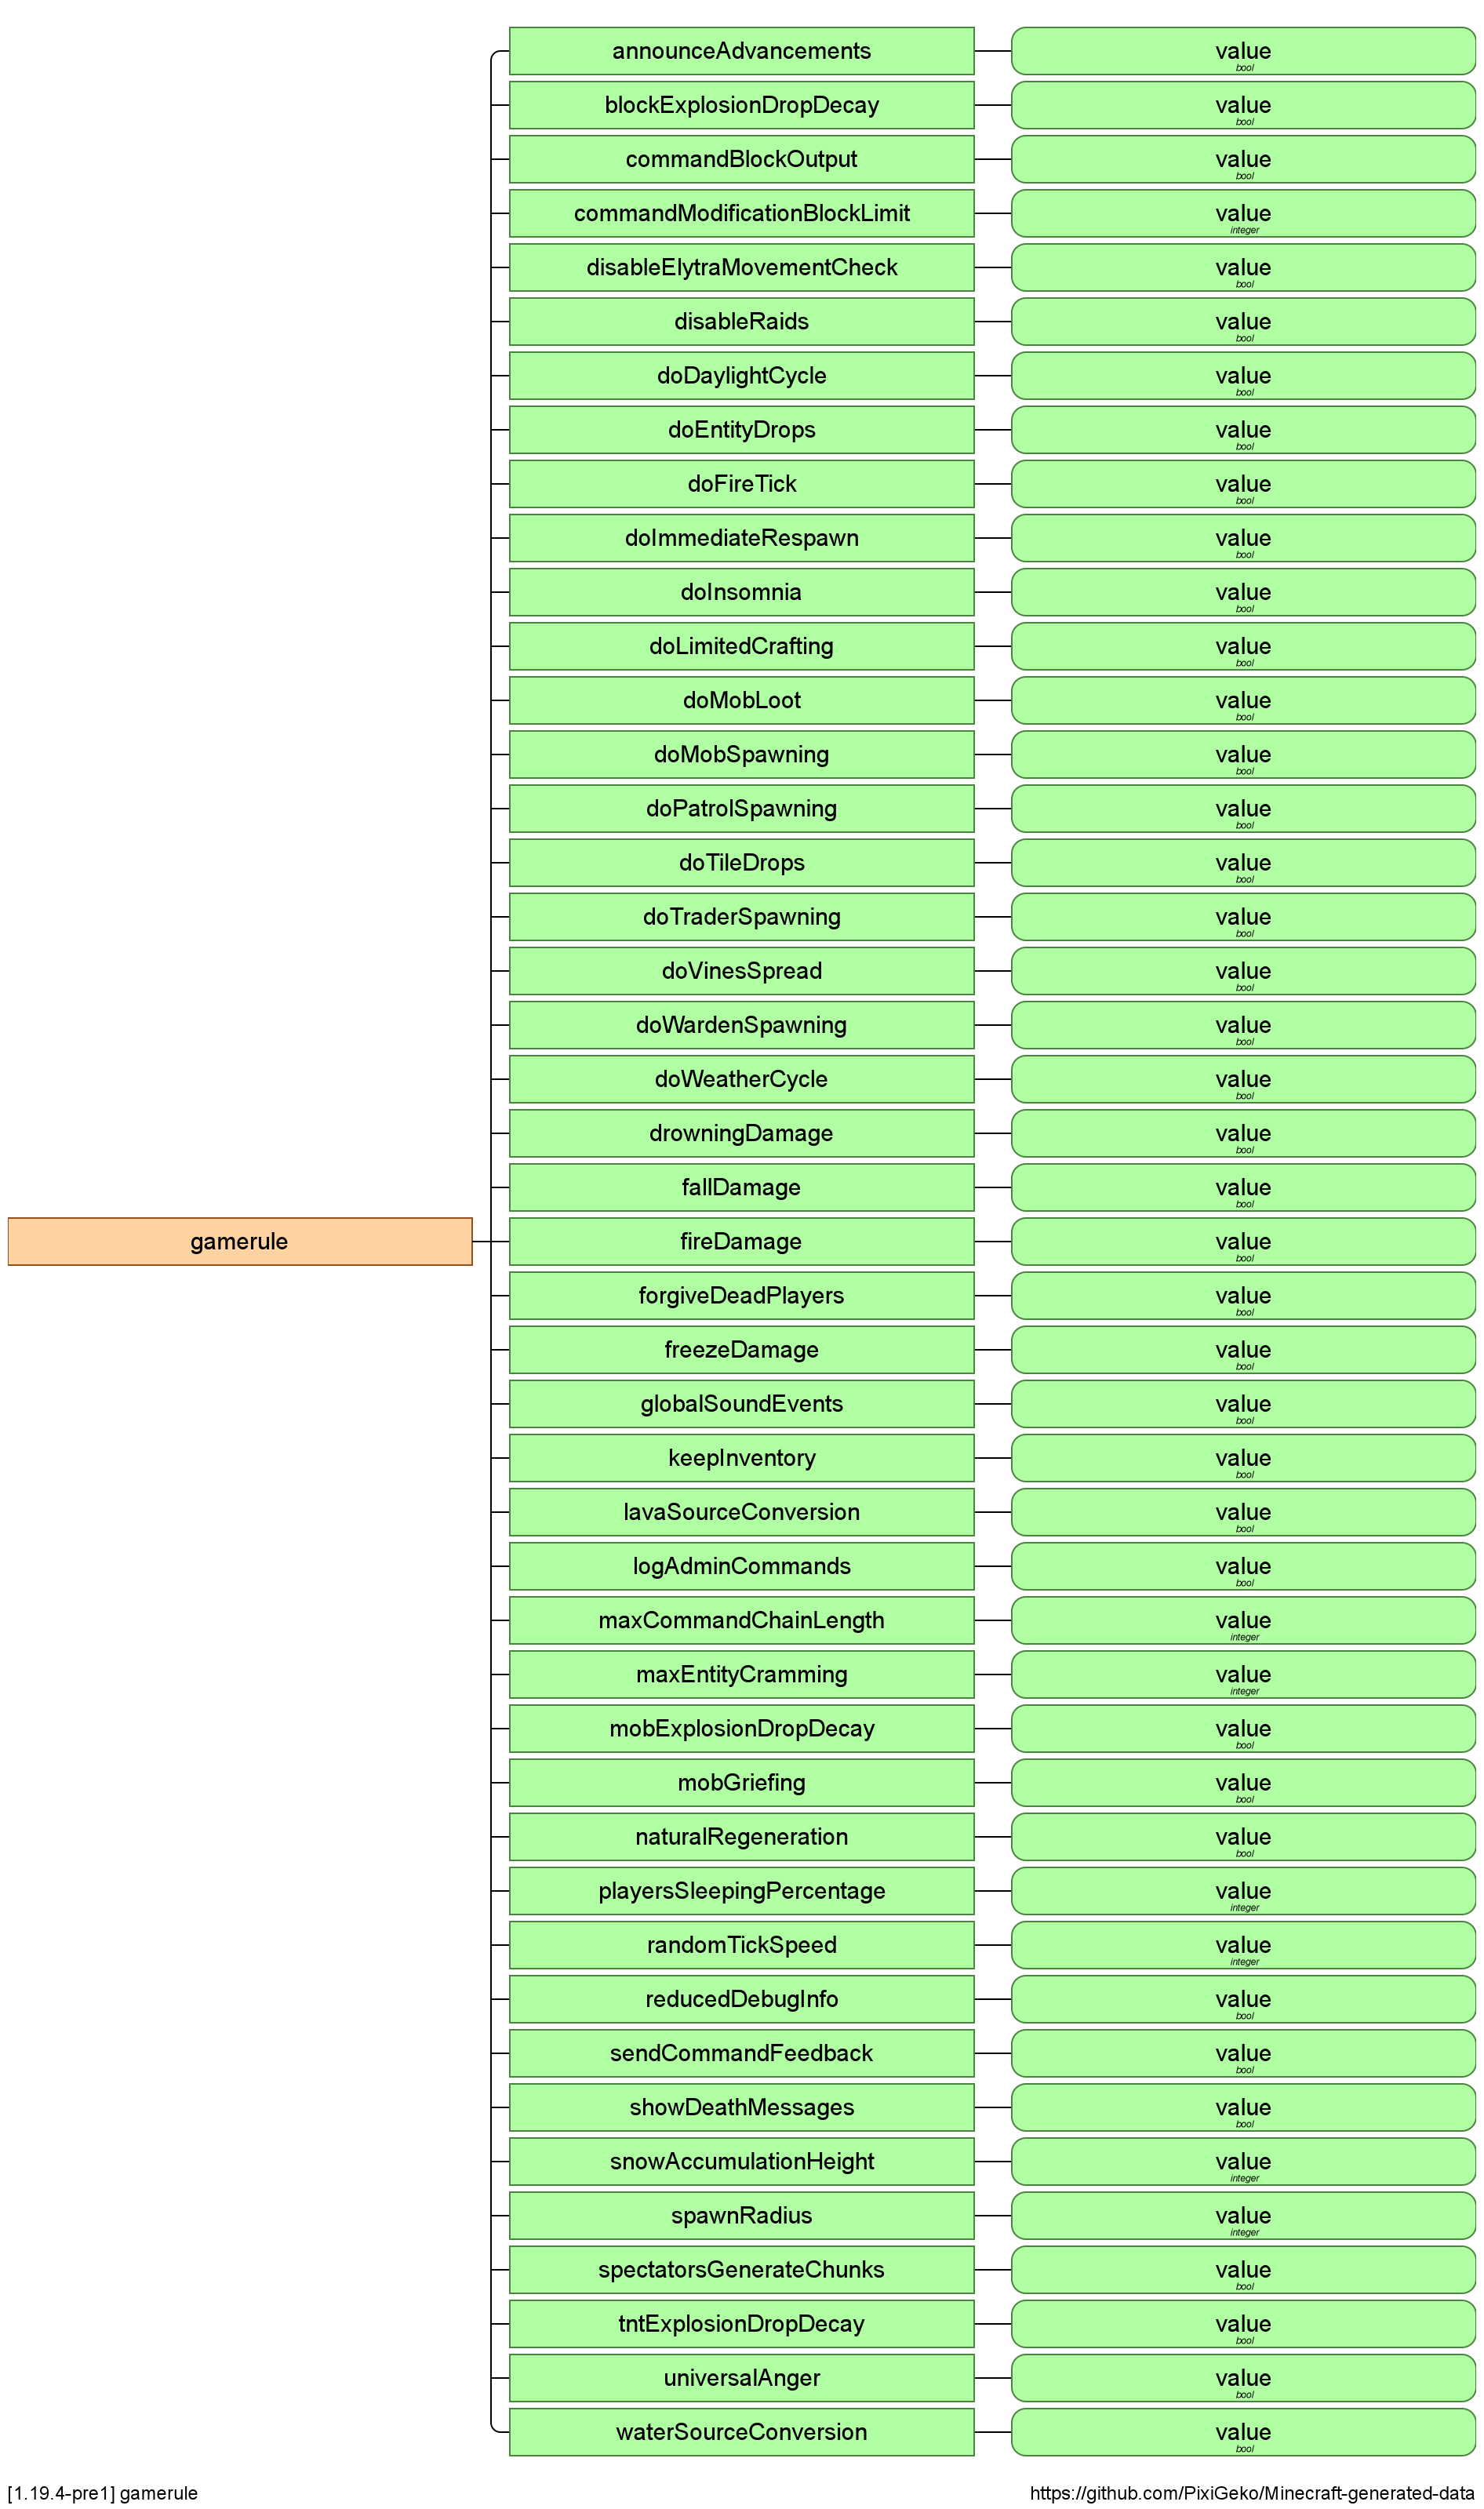 announceAdvancements
value
bool
blockExplosionDropDecay
value
bool
commandBlockOutput
value
bool
commandModificationBlockLimit
value
integer
disableElytraMovementCheck
value
bool
disableRaids
value
bool
doDaylightCycle
value
bool
doEntityDrops
value
bool
doFireTick
value
bool
doImmediateRespawn
value
bool
doInsomnia
value
bool
doLimitedCrafting
value
bool
doMobLoot
value
bool
doMobSpawning
value
bool
doPatrolSpawning
value
bool
doTileDrops
value
bool
doTraderSpawning
value
bool
doVinesSpread
value
bool
doWardenSpawning
value
bool
doWeatherCycle
value
bool
drowningDamage
value
bool
fallDamage
value
bool
gamerule
fireDamage
value
bool
forgiveDeadPlayers
value
bool
freezeDamage
value
bool
globalSoundEvents
value
bool
keepInventory
value
bool
lavaSourceConversion
value
bool
logAdminCommands
value
bool
maxCommandChainLength
value
integer
maxEntityCramming
value
integer
mobExplosionDropDecay
value
bool
mobGriefing
value
bool
naturalRegeneration
value
bool
playersSleepingPercentage
value
integer
randomTickSpeed
value
integer
reducedDebugInfo
value
bool
sendCommandFeedback
value
bool
showDeathMessages
value
bool
snowAccumulationHeight
value
integer
spawnRadius
value
integer
spectatorsGenerateChunks
value
bool
tntExplosionDropDecay
value
bool
universalAnger
value
bool
waterSourceConversion
value
bool
[1.19.4-pre1] gamerule
https://github.com/PixiGeko/Minecraft-generated-data